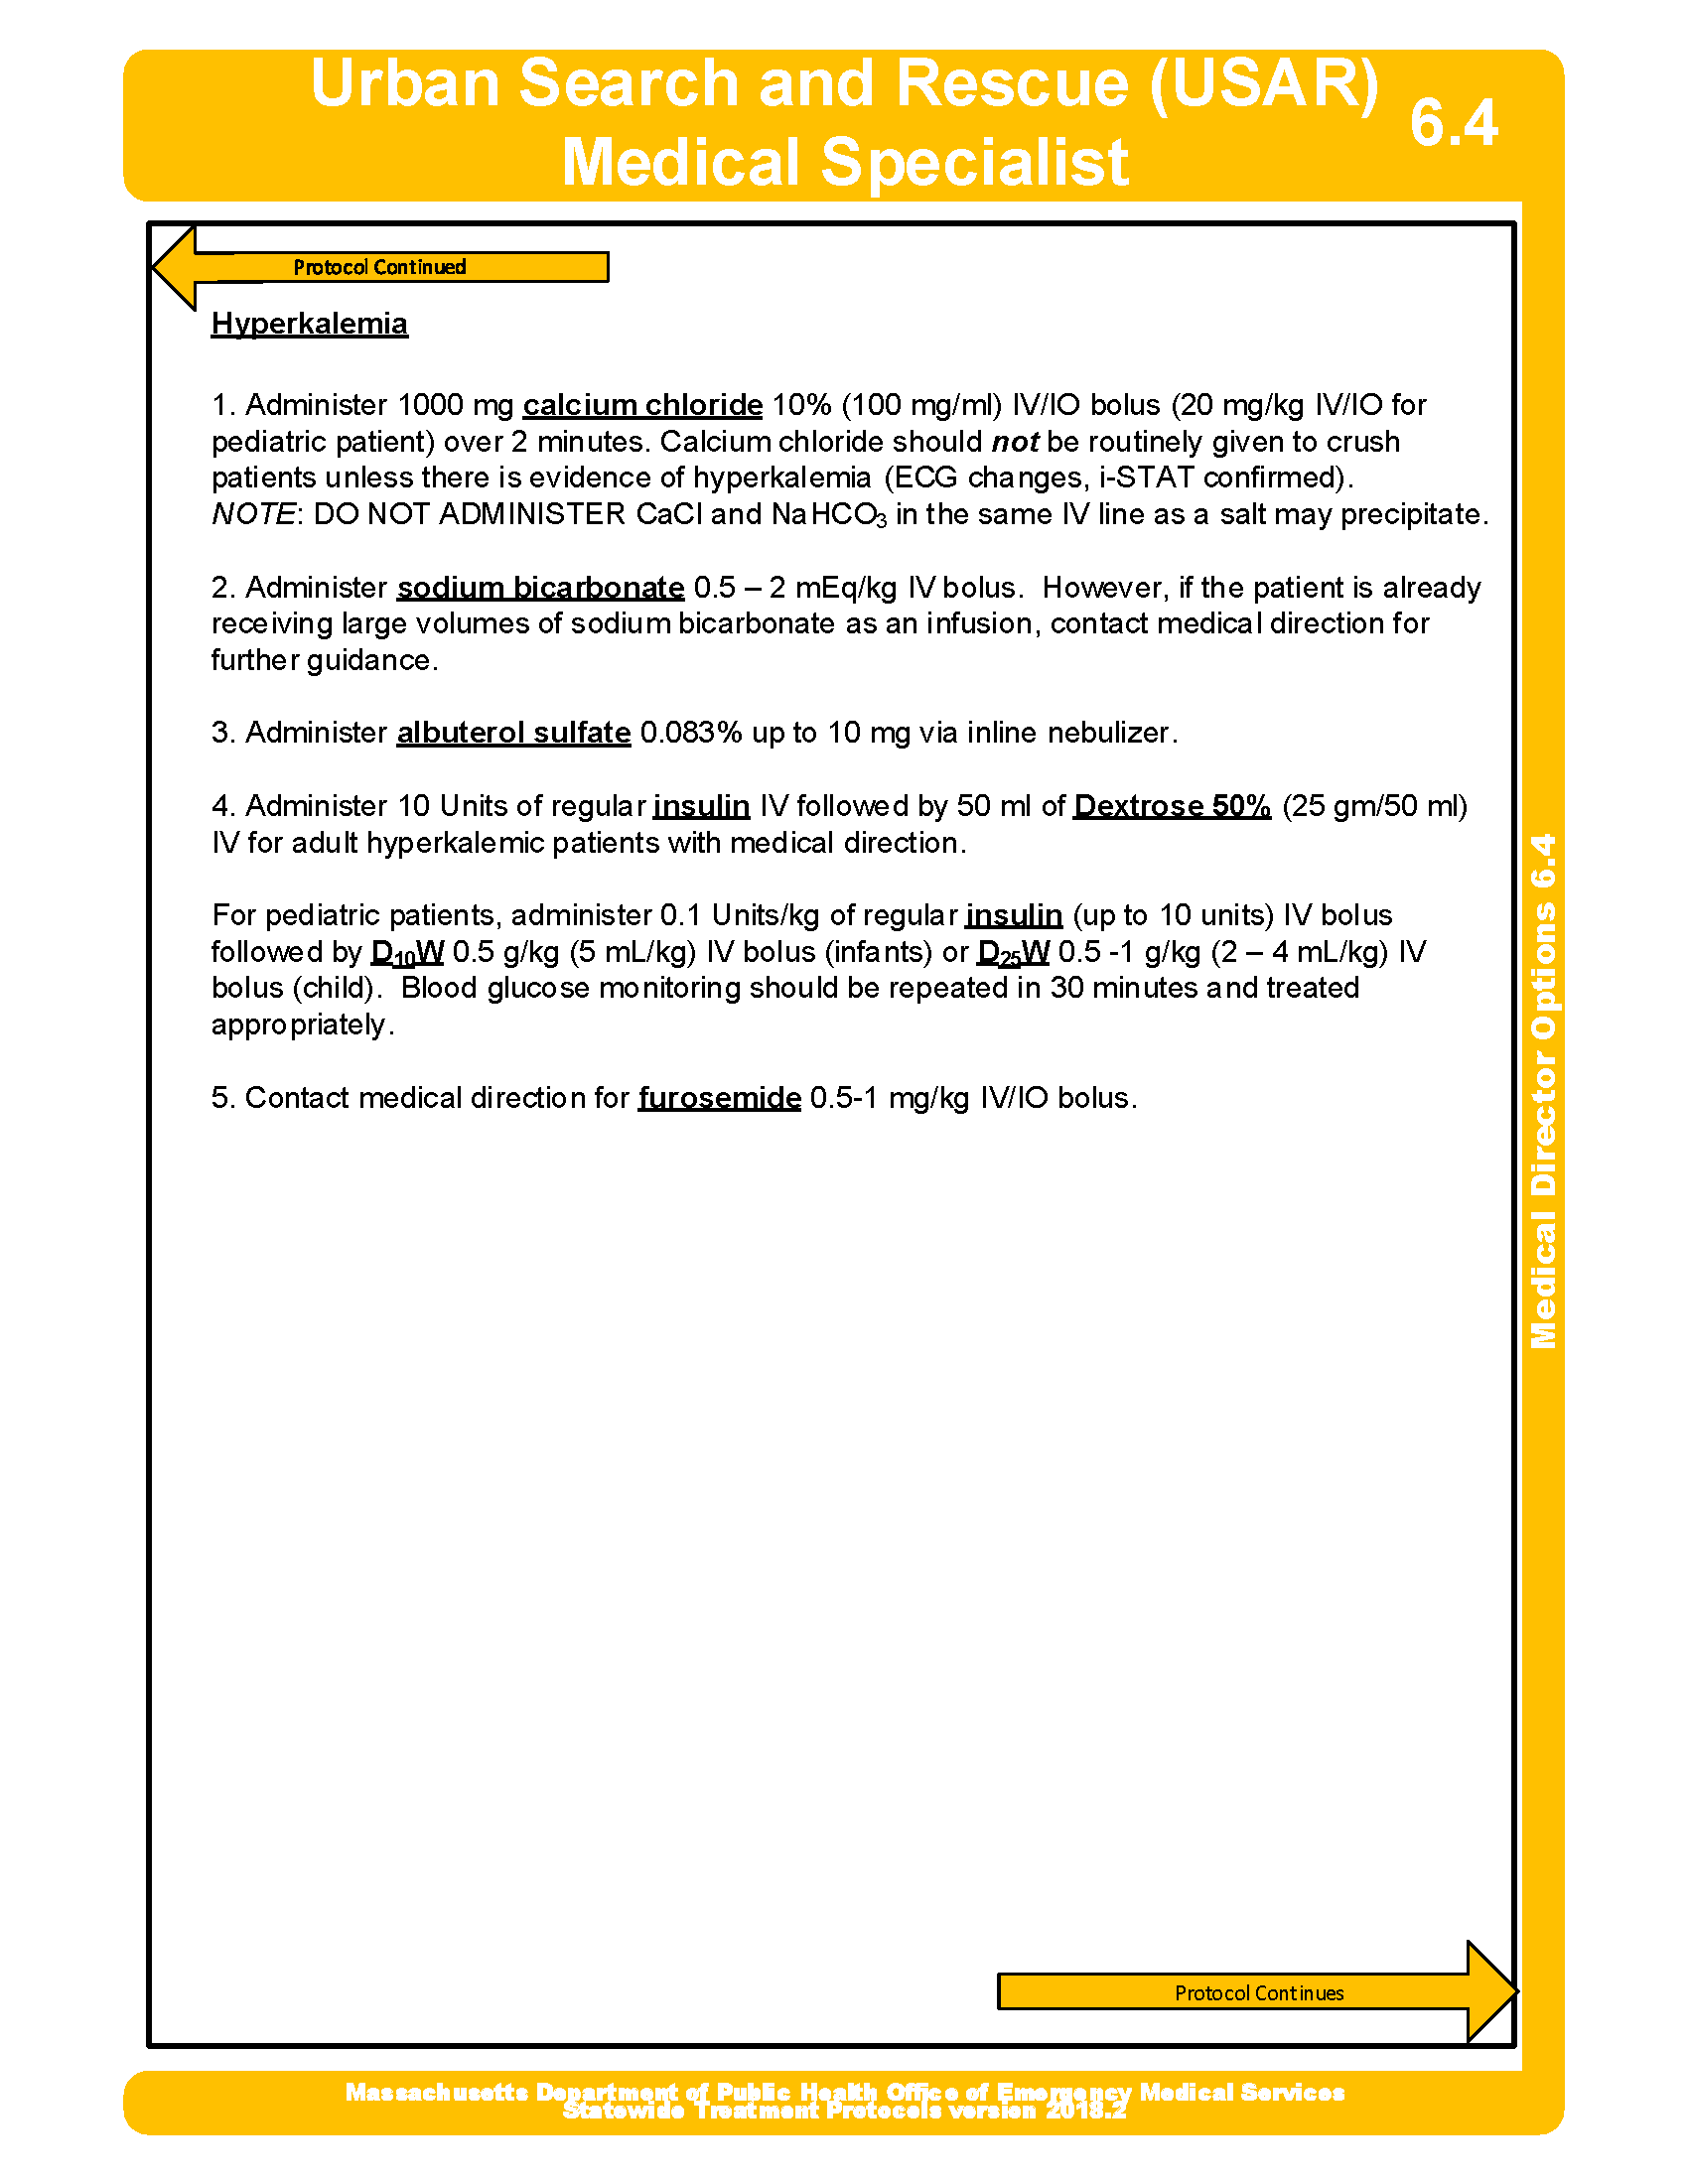 Urban Search and Rescue (USAR)
Medical Specialist
6.4
Protocol Continued
Hyperkalemia
1. Administer 1000 mg calcium chloride 10% (100 mg/ml) IV/IO bolus (20 mg/kg IV/IO for
pediatric patient) over 2 minutes. Calcium chloride should not be routinely given to crush
patients unless there is evidence of hyperkalemia (ECG changes, i-STAT confirmed).
NOTE: DO NOT ADMINISTER CaCl and NaHCO₃ in the same IV line as a salt may precipitate.
2. Administer sodium bicarbonate 0.5 – 2 mEq/kg IV bolus.  However, if the patient is already
receiving large volumes of sodium bicarbonate as an infusion, contact medical direction for
further guidance.
3. Administer albuterol sulfate 0.083% up to 10 mg via inline nebulizer.
4. Administer 10 Units of regular insulin IV followed by 50 ml of Dextrose 50% (25 gm/50 ml)
IV for adult hyperkalemic patients with medical direction.
For pediatric patients, administer 0.1 Units/kg of regular insulin (up to 10 units) IV bolus
followed by D₁₀W 0.5 g/kg (5 mL/kg) IV bolus (infants) or D₂₅W 0.5 -1 g/kg (2 – 4 mL/kg) IV
bolus (child).  Blood glucose monitoring should be repeated in 30 minutes and treated
appropriately.
5. Contact medical direction for furosemide 0.5-1 mg/kg IV/IO bolus.
Medical Director Options 6.4
Protocol Continues
Massachusetts Department of Public Health Office of Emergency Medical Services
Statewide Treatment Protocols version 2018.2